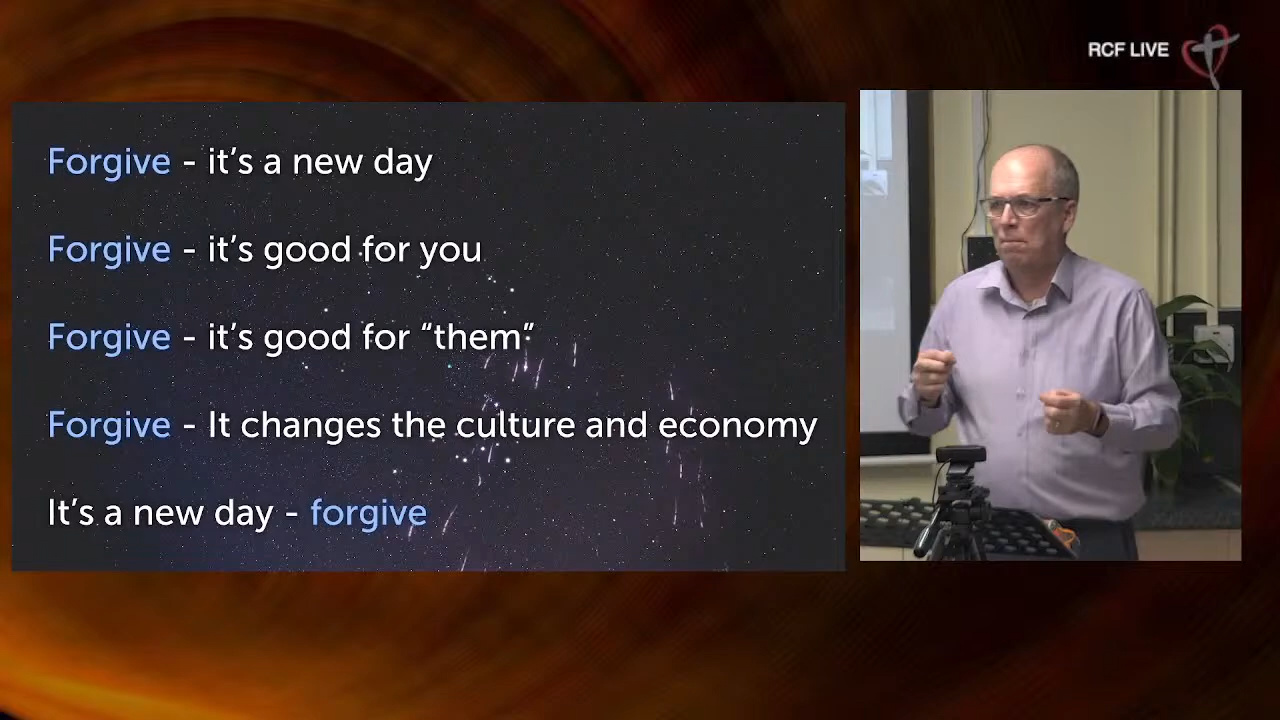 RCF LIVE
Forgive - it’s a new day
Forgive - it’s good for you
Forgive - it’s good for “them”
Forgive - It changes the culture and economy
It’s a new day - forgive